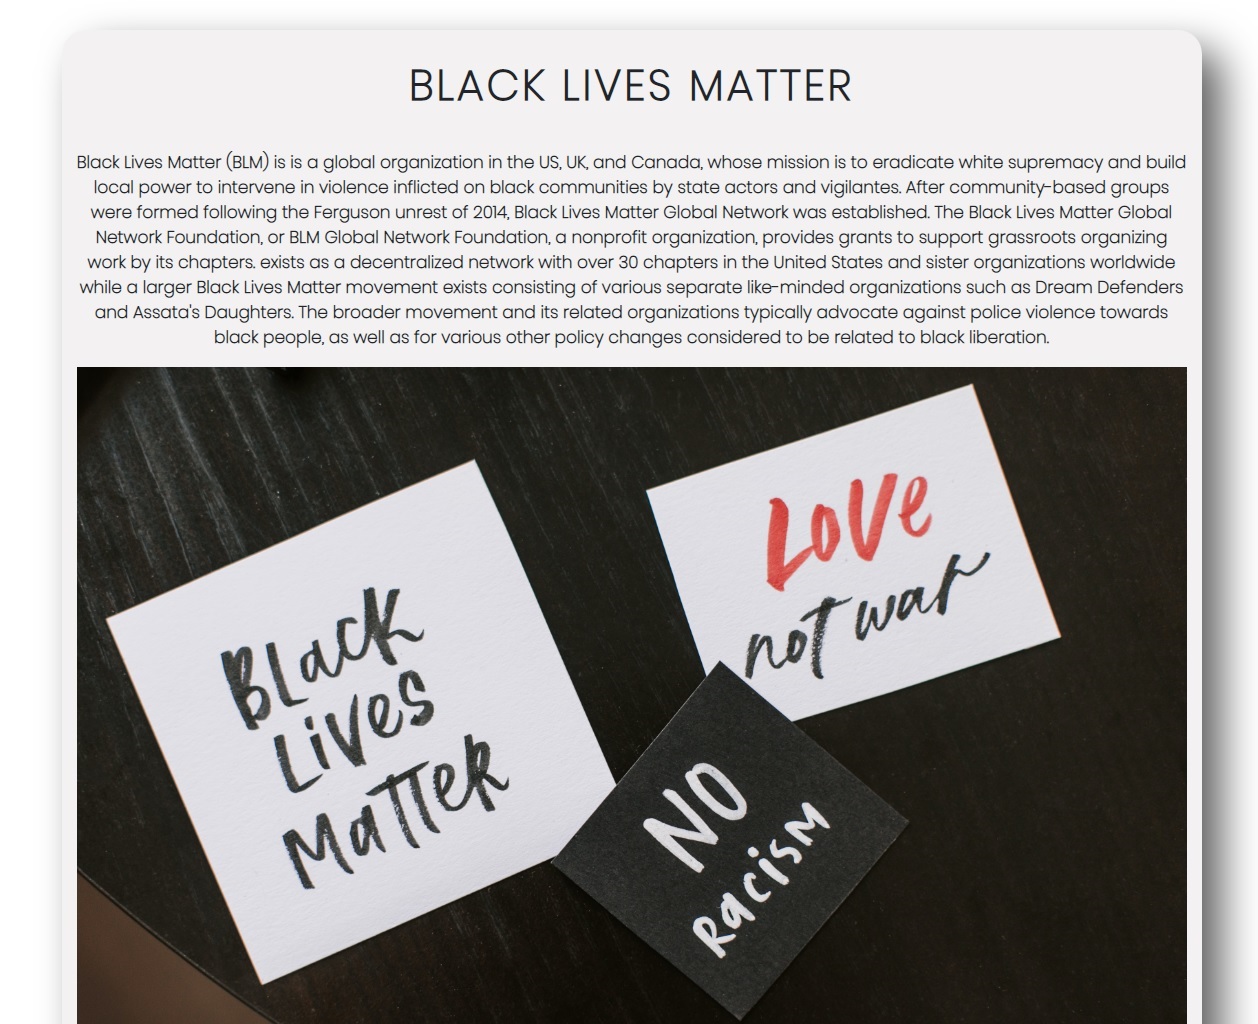 BLACK LIVES MATTER
Black Lives Matter (BLM) is is a global organization in the US, UK, and Canada, whose mission is to eradicate white supremacy and build
local power to intervene in violence inflicted on black communities by state actors and vigilantes. After community-based groups
were formed following the Ferguson unrest of 2014, Black Lives Matter Global Network was established. The Black Lives Matter Global
Network Foundation, or BLM Global Network Foundation, a nonprofit organization, provides grants to support grassroots organizing
work by its chapters. exists as a decentralized network with over 30 chapters in the United States and sister organizations worldwide
while a larger Black Lives Matter movement exists consisting of various separate like-minded organizations such as Dream Defenders
and Assata's Daughters. The broader movement and its related organizations typically advocate against police violence towards
black people, as well as for various other policy changes considered to be related to black liberation.
Black
Lives
Matter
Love
not war
NO
Racism